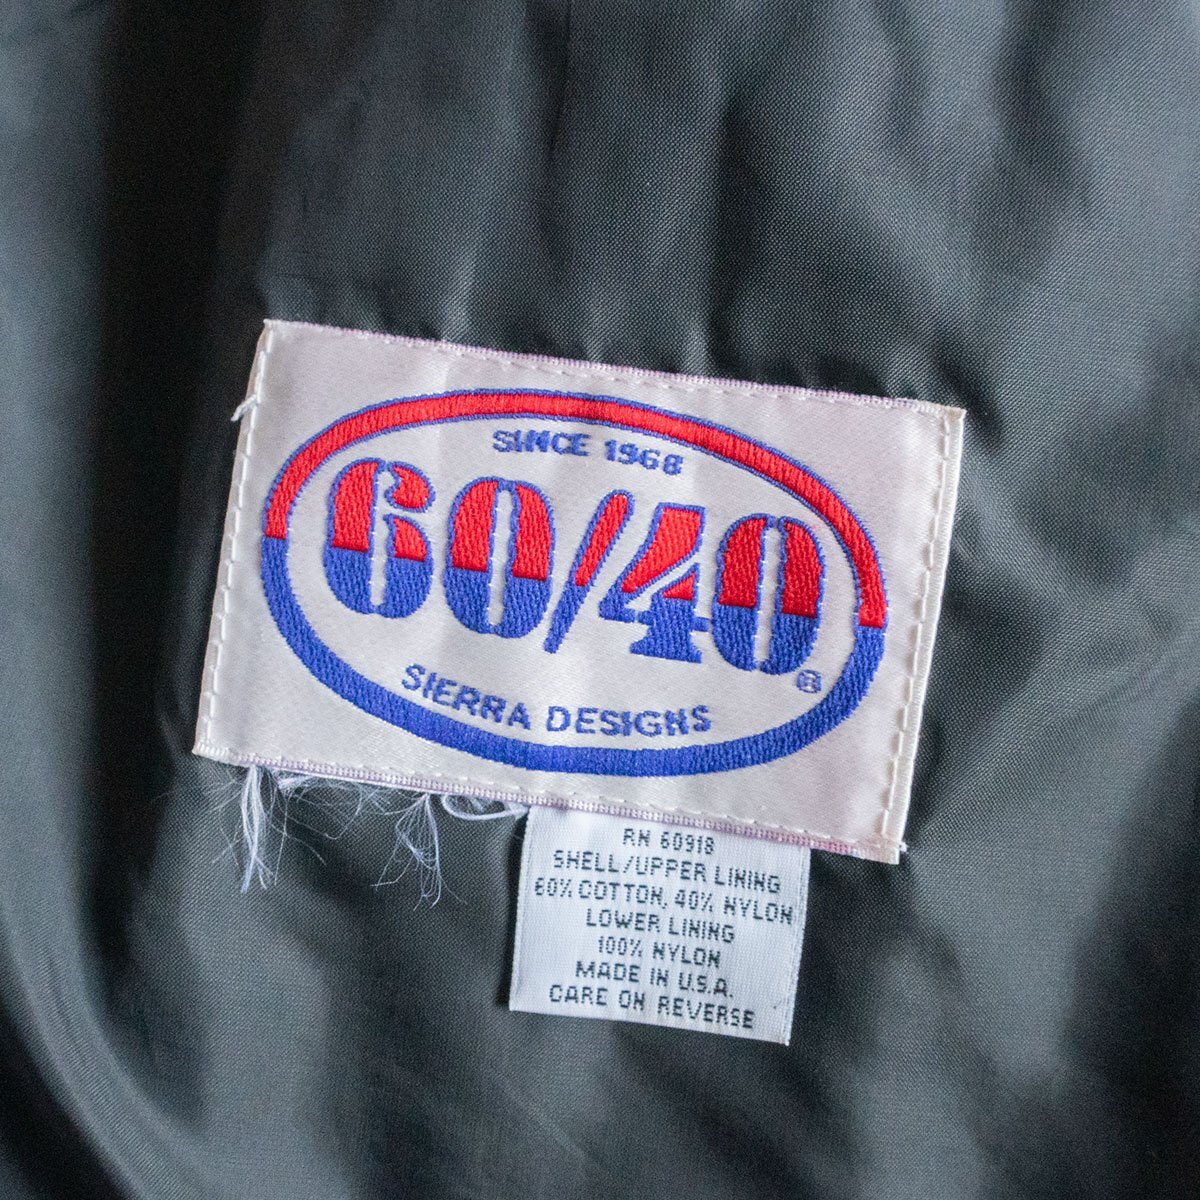 SINCE 1968
60/40®
SIERRA DESIGNS
RN 60918
SHELL/UPPER LINING
60% COTTON, 40% NYLON
LOWER LINING
100% NYLON
MADE IN U.S.A.
CARE ON REVERSE